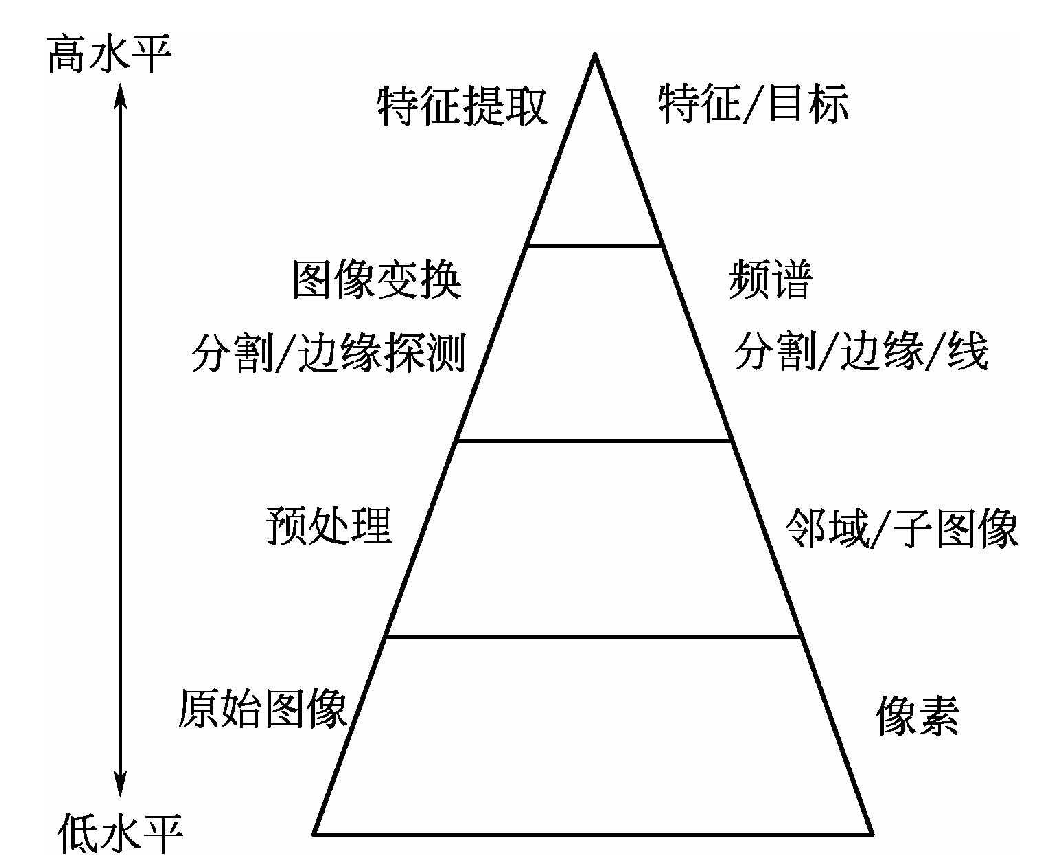 高水平
特征提取
特征/目标
图像变换
频谱
分割/边缘探测
分割/边缘/线
预处理
邻域/子图像
原始图像
像素
低水平